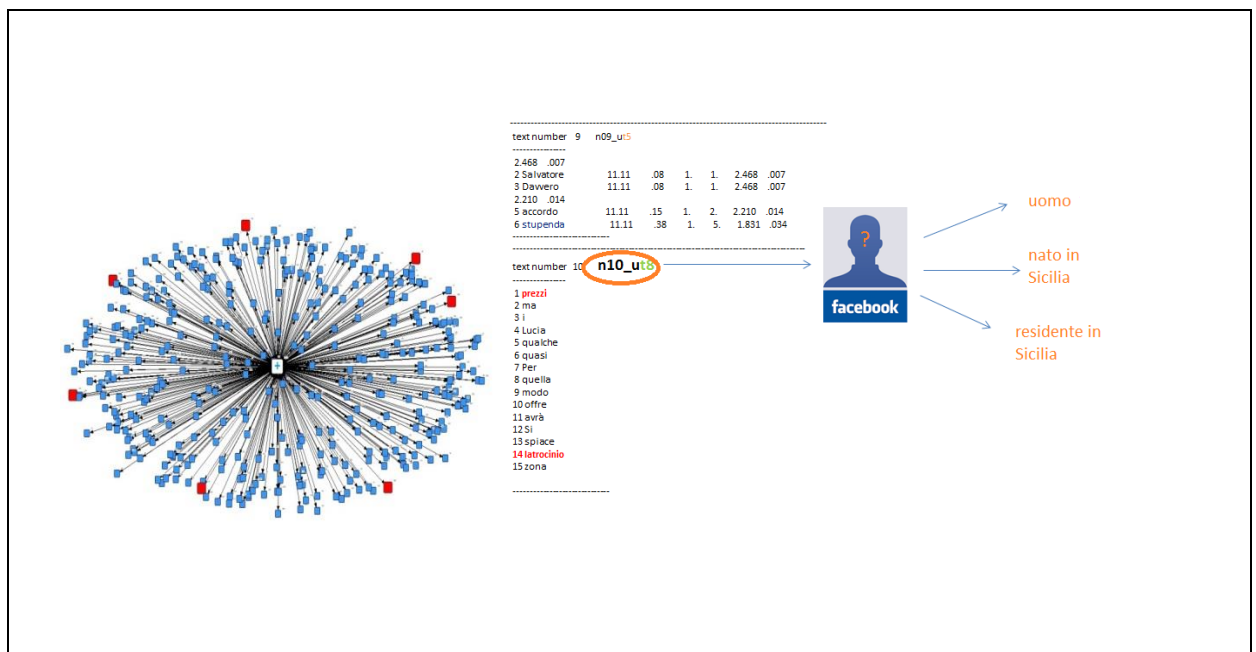 -----------------------------------------------------------------------
text number 9 n09_ut5
----------------
2.468 .007
2 Salvatore 11.11 .08 1. 1. 2.468 .007
3 Davvero 11.11 .08 1. 1. 2.468 .007
2.210 .014
5 accordo 11.11 .15 1. 2. 2.210 .014
6 stupenda 11.11 .38 1. 5. 1.831 .034
-----------------------------
-----------------------------------------------------------------------
text number 10 n10_ut8
----------------
1 prezzi
2 ma
3 i
4 Lucia
5 qualche
6 quasi
7 Per
8 quella
9 modo
10 offre
11 avrà
12 Si
13 spiace
14 latrocinio
15 zona
-----------------------------
+
?
facebook
uomo
nato in
Sicilia
residente in
Sicilia